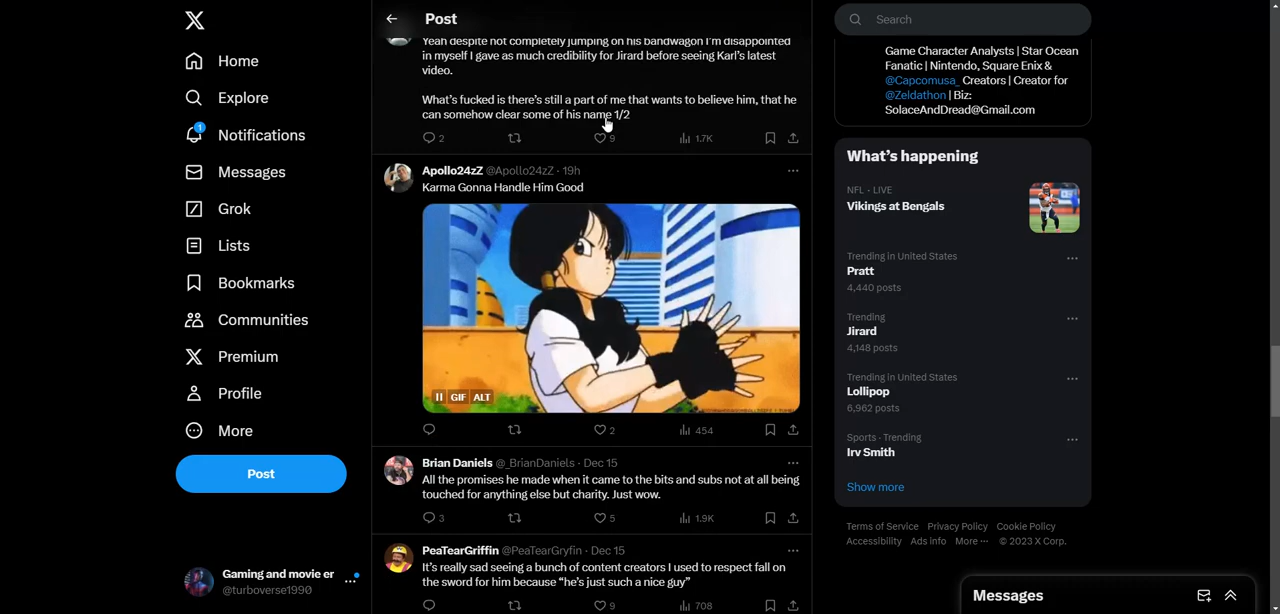 Home
Explore
1
Notifications
Messages
Grok
Lists
Bookmarks
Communities
Premium
Profile
More
Post
Gaming and movie er
@turboverse1990
Post
Yeah despite not completely jumping on his bandwagon I'm disappointed
in myself I gave as much credibility for Jirard before seeing Karl's latest
video.
What's fucked is there's still a part of me that wants to believe him, that he
can somehow clear some of his name 1/2
2
9
1.7K
Apollo24zZ @Apollo24zZ · 19h
Karma Gonna Handle Him Good
GIF ALT
2
454
Brian Daniels @_BrianDaniels · Dec 15
All the promises he made when it came to the bits and subs not at all being
touched for anything else but charity. Just wow.
3
5
1.9K
PeaTearGriffin @PeaTearGryfin · Dec 15
It's really sad seeing a bunch of content creators I used to respect fall on
the sword for him because "he's just such a nice guy"
9
708
Search
Game Character Analysts | Star Ocean
Fanatic | Nintendo, Square Enix &
@Capcomusa_ Creators | Creator for
@Zeldathon | Biz:
SolaceAndDread@Gmail.com
What's happening
NFL · LIVE
Vikings at Bengals
Trending in United States
Pratt
4,440 posts
Trending
Jirard
4,148 posts
Trending in United States
Lollipop
6,962 posts
Sports · Trending
Irv Smith
Show more
Terms of Service Privacy Policy Cookie Policy
Accessibility Ads info More ··· © 2023 X Corp.
Messages